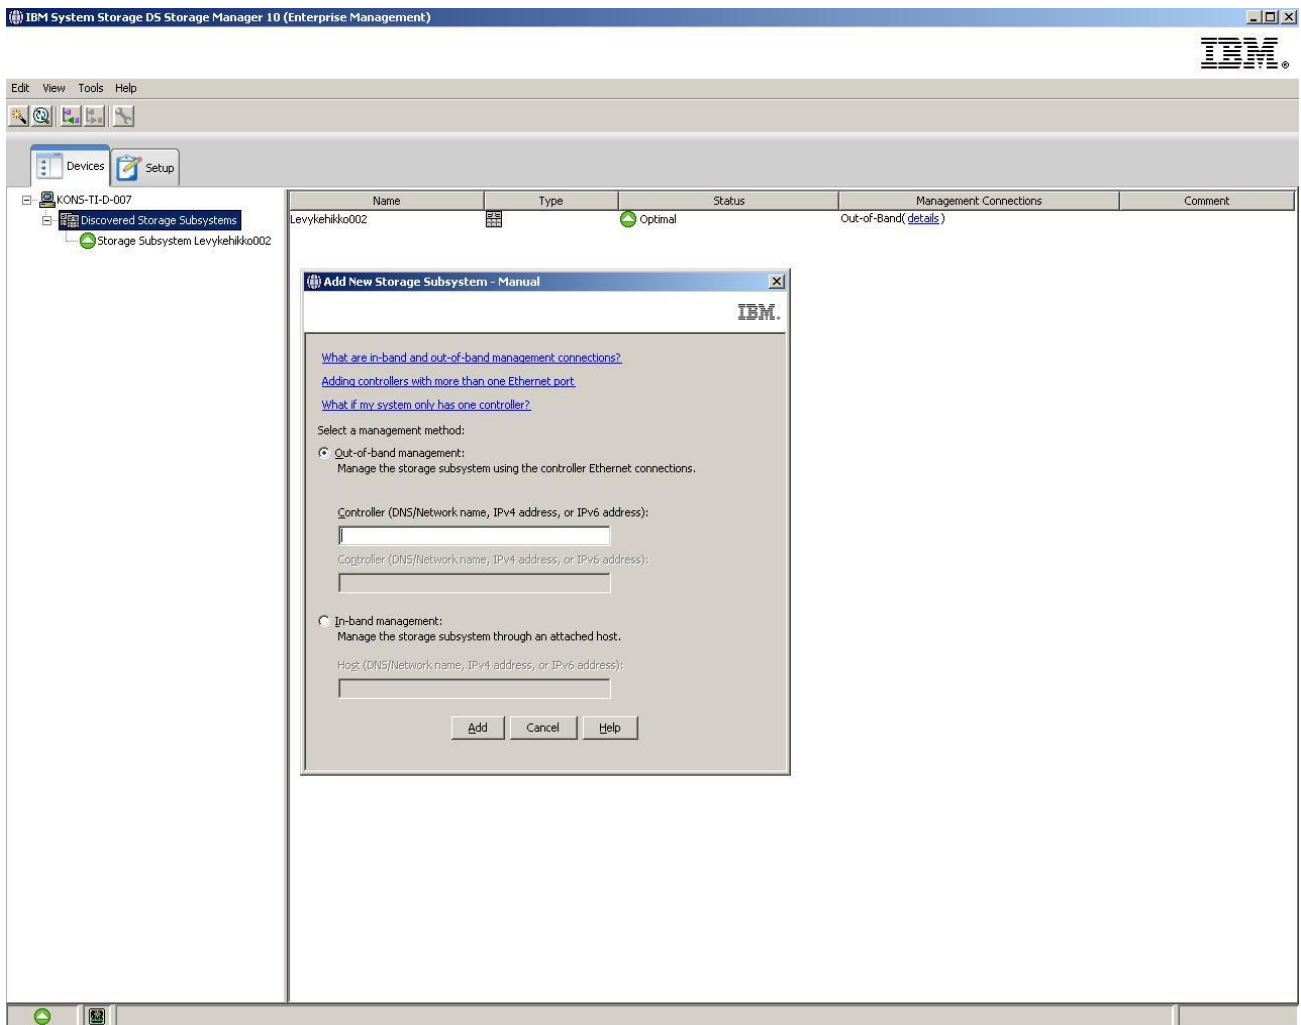 IBM System Storage DS Storage Manager 10 (Enterprise Management)
IBM®
Edit View Tools Help
Devices Setup
KONS-TI-D-007
Discovered Storage Subsystems
Storage Subsystem Levykehikko002
Name Type Status Management Connections Comment
Levykehikko002 Optimal Out-of-Band( details )
Add New Storage Subsystem - Manual
IBM.
What are in-band and out-of-band management connections?
Adding controllers with more than one Ethernet port
What if my system only has one controller?
Select a management method:
Out-of-band management:
Manage the storage subsystem using the controller Ethernet connections.
Controller (DNS/Network name, IPv4 address, or IPv6 address):
Controller (DNS/Network name, IPv4 address, or IPv6 address):
In-band management:
Manage the storage subsystem through an attached host.
Host (DNS/Network name, IPv4 address, or IPv6 address):
Add Cancel Help